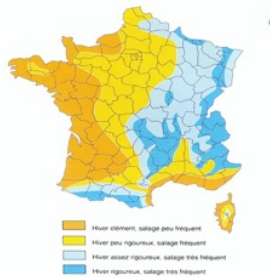 Hiver clément, salage peu fréquent
Hiver peu rigoureux, salage fréquent
Hiver assez rigoureux, salage très fréquent
Hiver rigoureux, salage très fréquent